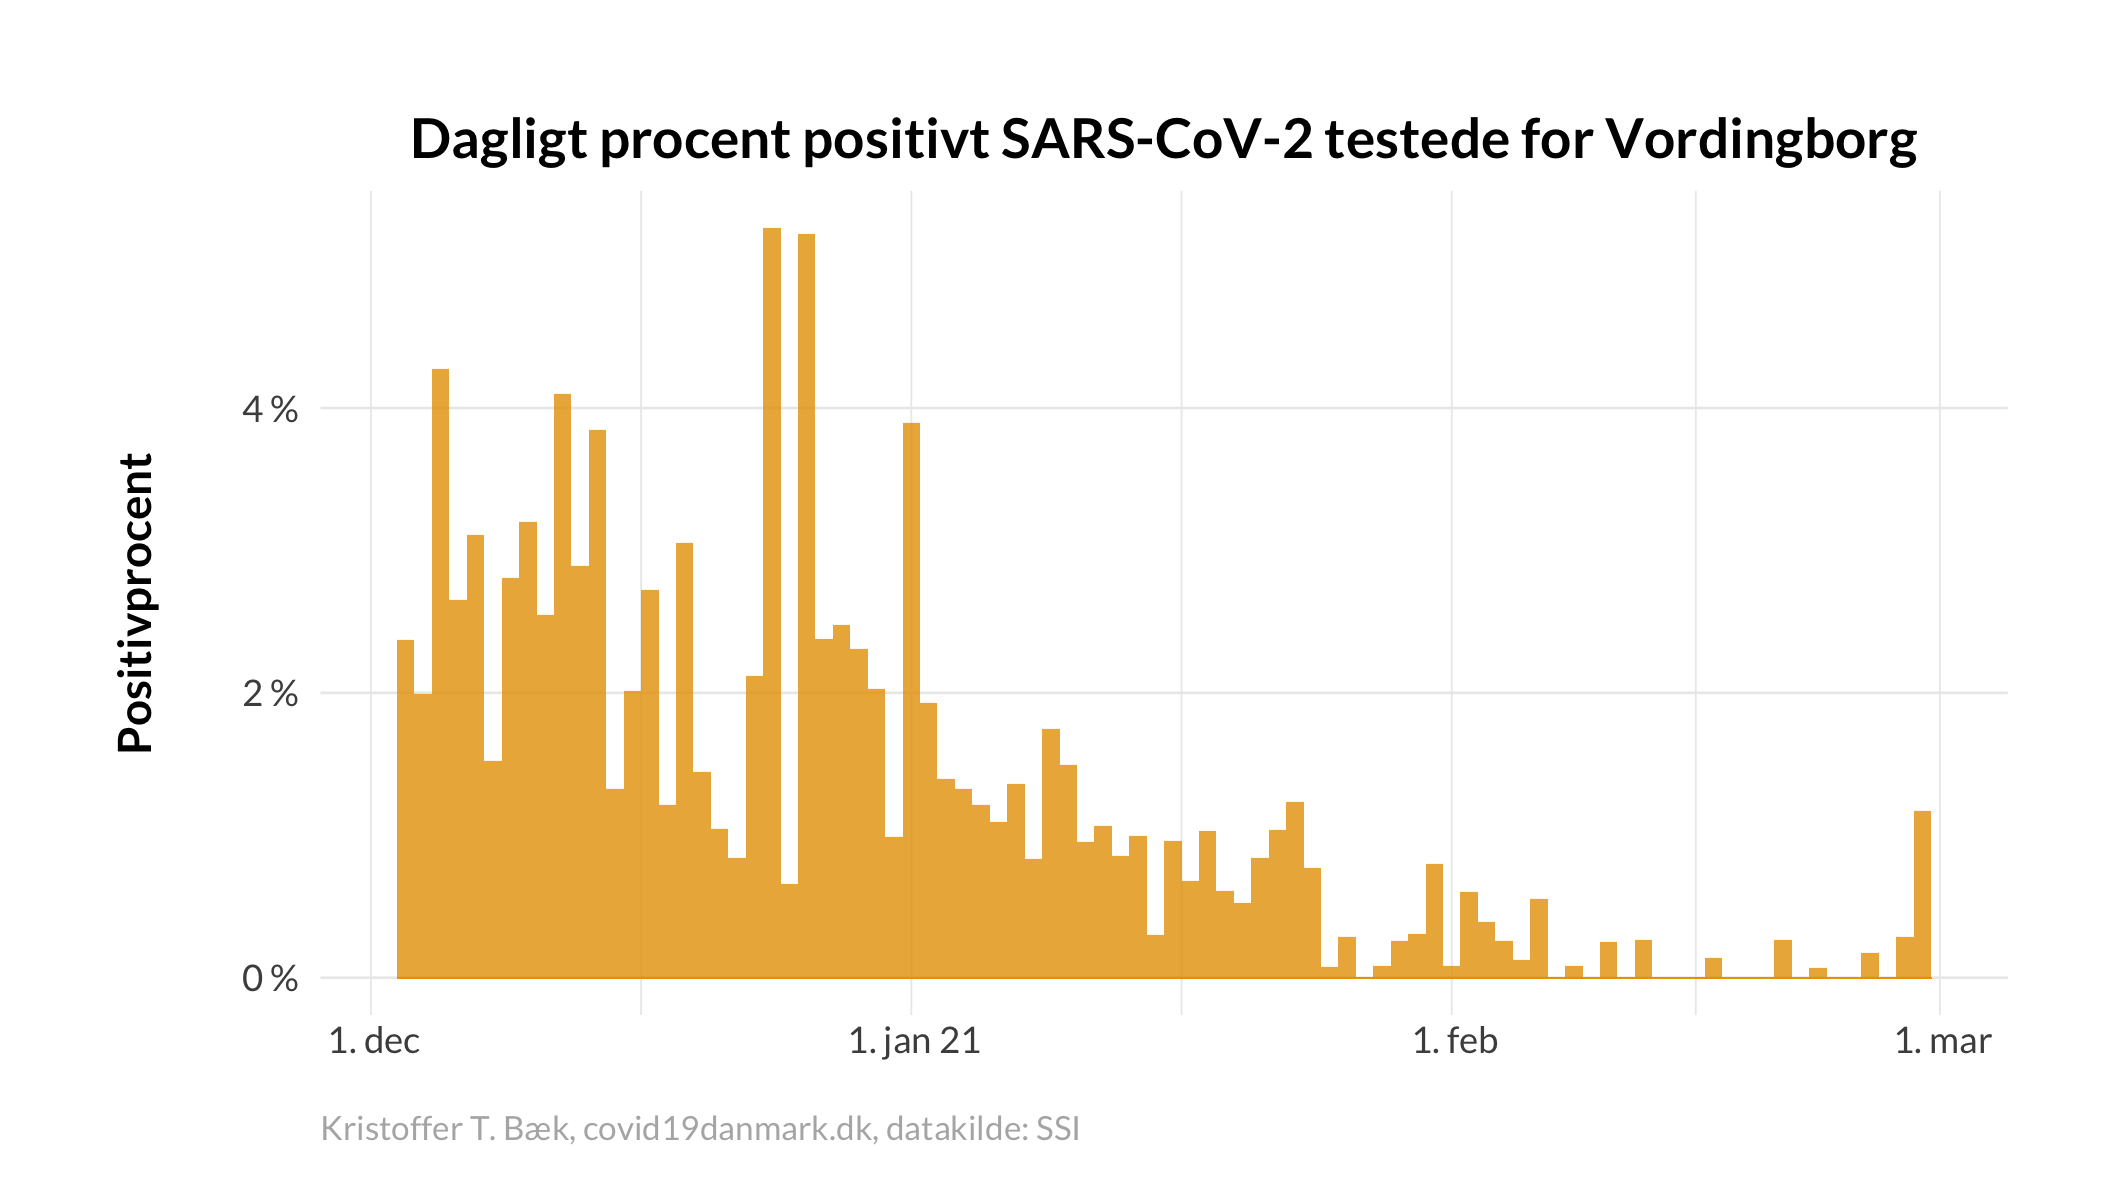 Dagligt procent positivt SARS-CoV-2 testede for Vordingborg
Positivprocent
4 %
2 %
0 %
1. dec
1. jan 21
1. feb
1. mar
Kristoffer T. Bæk, covid19danmark.dk, datakilde: SSI